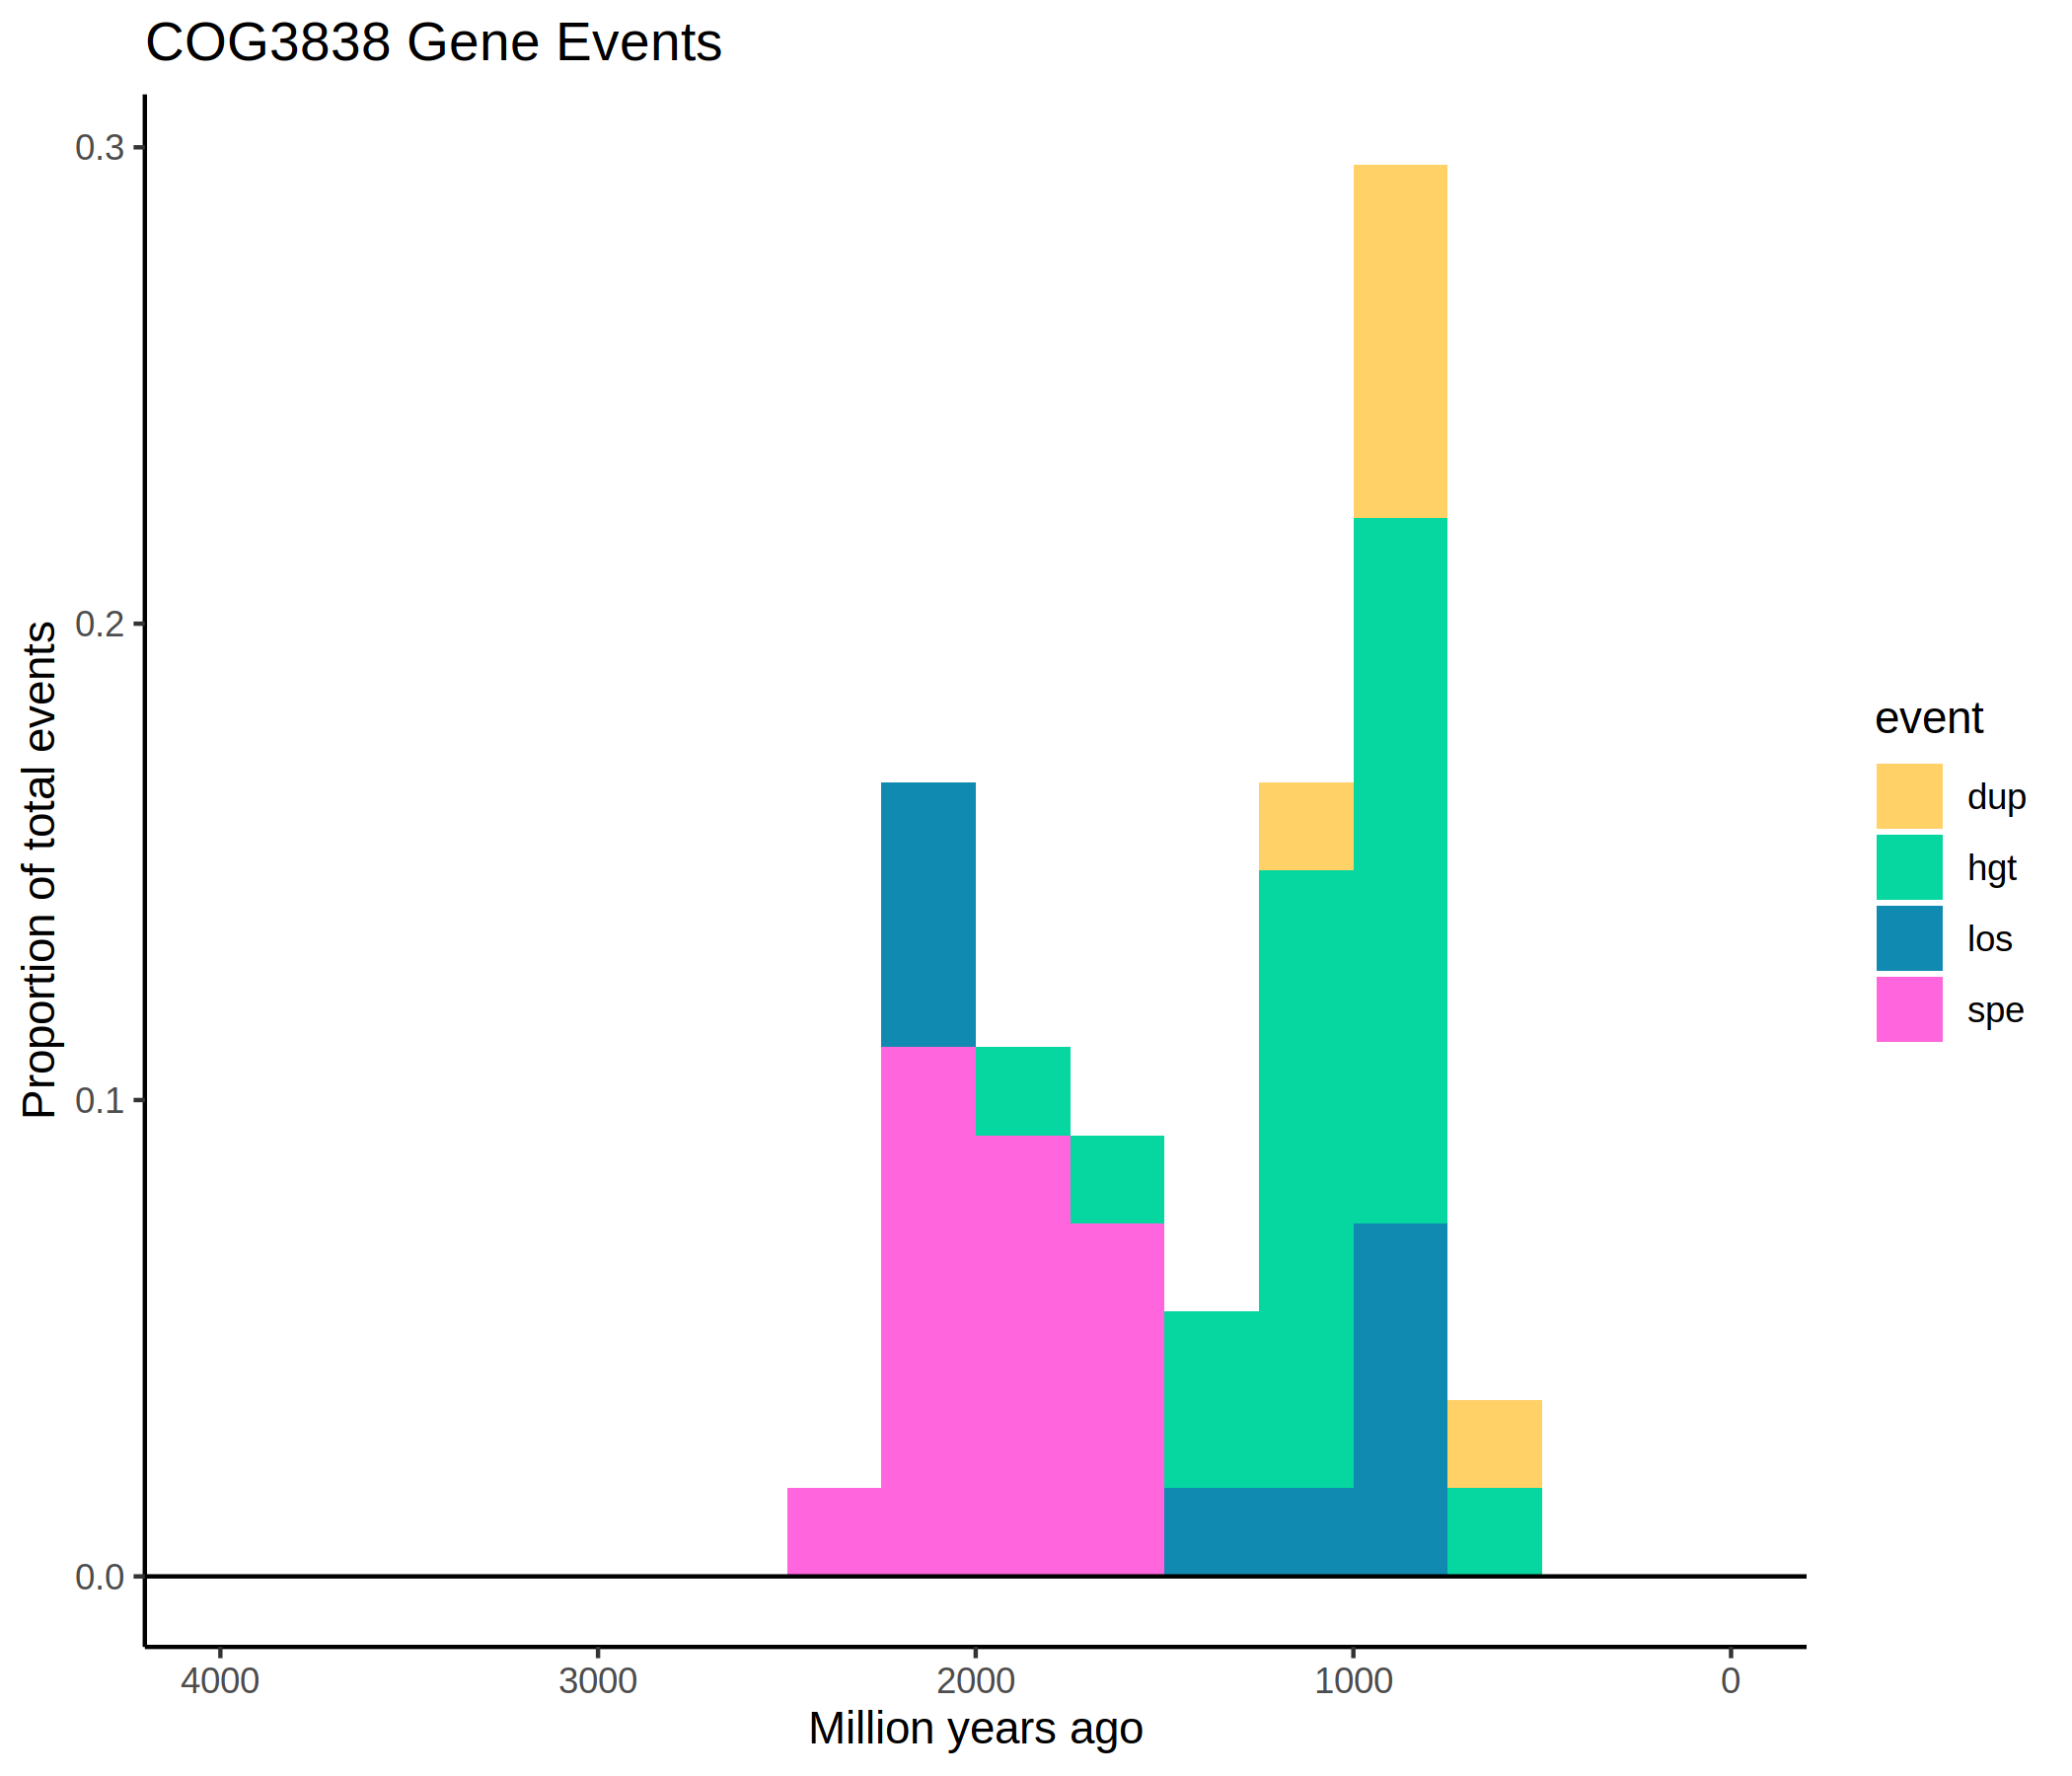 COG3838 Gene Events
Proportion of total events
0.3
0.2
0.1
0.0
4000 3000 2000 1000 0
Million years ago
event
dup
hgt
los
spe